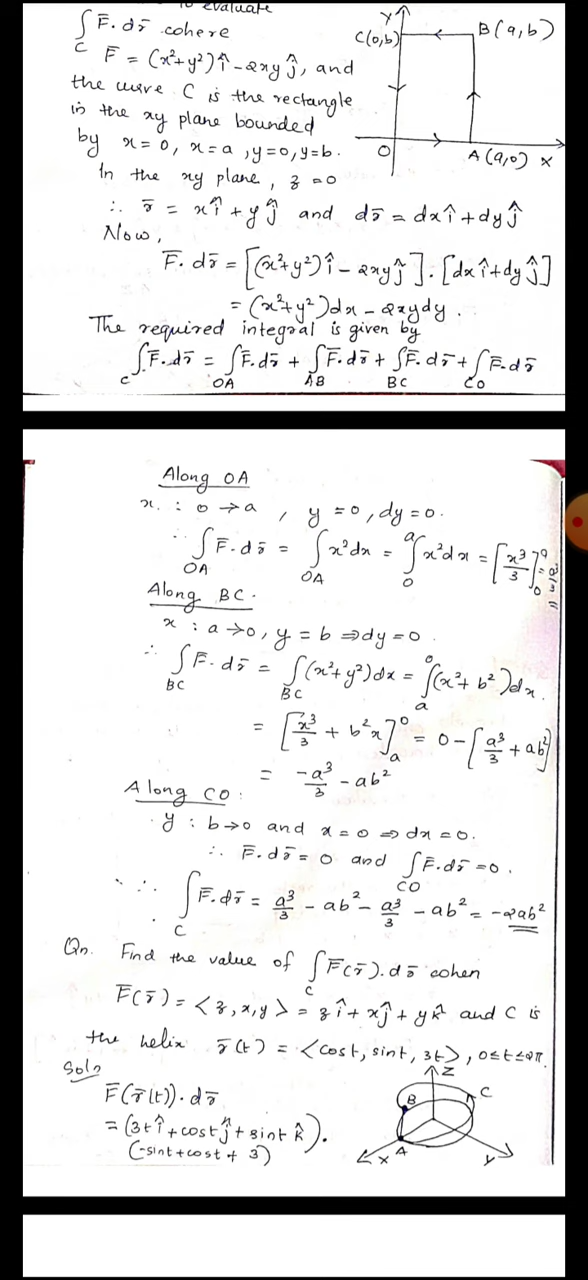 to evaluate
∫_C F̄. dr̄ where
F̄ = (x²+y²)î - 2xy ĵ, and
the curve C is the rectangle
in the xy plane bounded
by x=0, x=a, y=0, y=b.
Y
C(0,b)
B(a,b)
O
A(a,0)
X
In the xy plane, z=0
∴ r̄ = xî + yĵ and dr̄ = dxî + dyĵ
Now,
F̄. dr̄ = [(x²+y²)î - 2xyĵ] . [dxî + dyĵ]
= (x²+y²)dx - 2xydy.
The required integral is given by
∫_C F̄.dr̄ = ∫_OA F̄.dr̄ + ∫_AB F̄.dr̄ + ∫_BC F̄.dr̄ + ∫_CO F̄.dr̄
Along OA
x : 0 → a , y = 0, dy = 0.
∴ ∫_OA F̄.dr̄ = ∫_OA x²dx = ∫_0^a x²dx = [x³/3]_0^a = a³/3
Along BC.
x : a → 0, y = b ⇒ dy = 0.
∴ ∫_BC F̄.dr̄ = ∫_BC (x²+y²)dx = ∫_a^0 (x²+b²)dx.
= [x³/3 + b²x]_a^0 = 0 - [a³/3 + ab²]
= -a³/3 - ab²
Along CO:
y : b → 0 and x = 0 ⇒ dx = 0.
∴ F̄.dr̄ = 0 and ∫_CO F̄.dr̄ = 0.
∴ ∫_C F̄.dr̄ = a³/3 - ab² - a³/3 - ab² = -2ab²
Qn. Find the value of ∫_C F̄(r̄).dr̄ when
F̄(r̄) = <z, x, y> = zî + xĵ + yk̂ and C is
the helix r̄(t) = <cost, sint, 3t>, 0≤t≤2π.
Soln
F̄(r̄(t)).dr̄
= (3tî + costĵ + sint k̂).
(-sint + cost + 3)
Z
C
B
A
X
Y